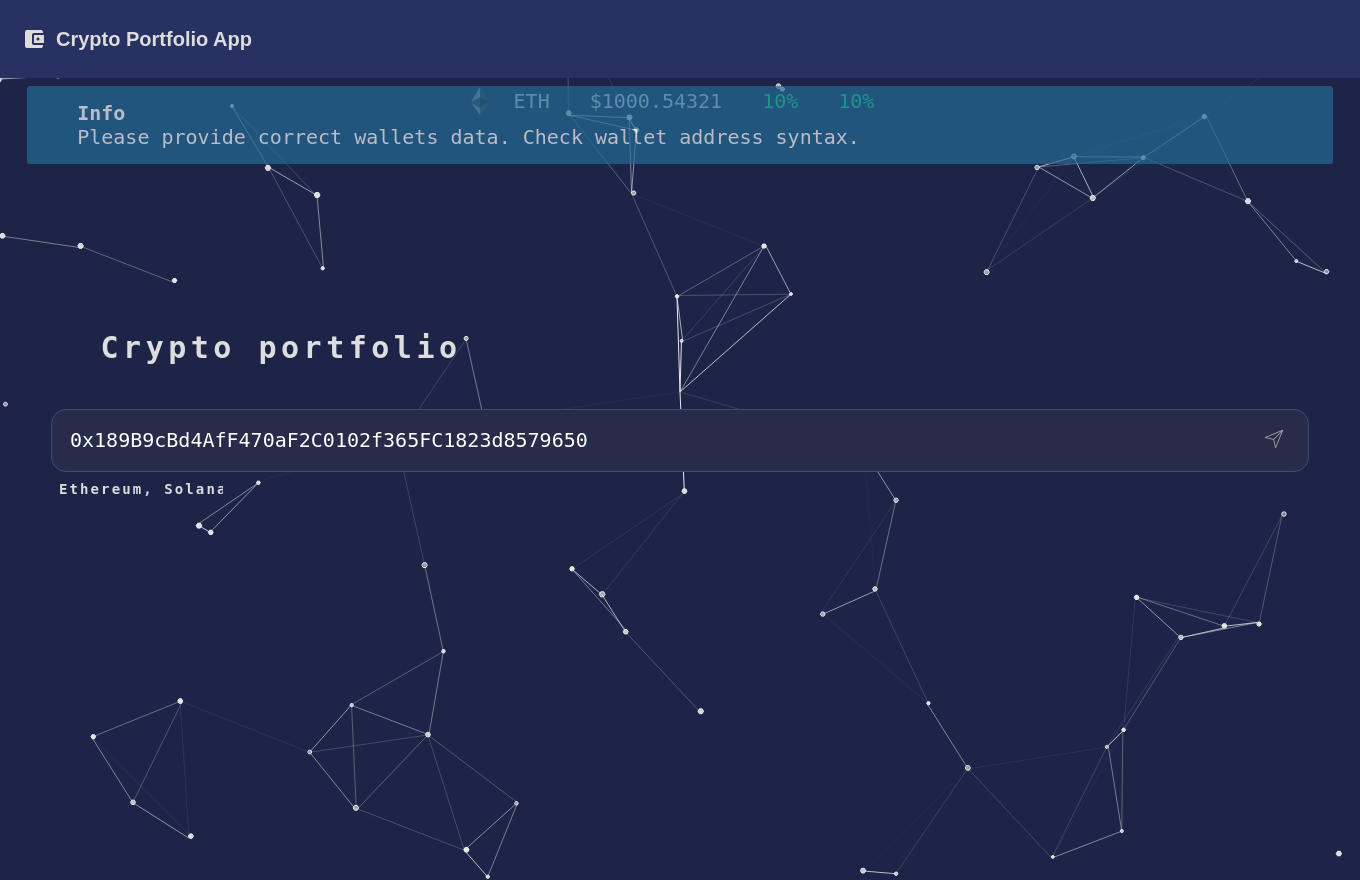 Crypto Portfolio App
ETH $1000.54321 10% 10%
Info
Please provide correct wallets data. Check wallet address syntax.
Crypto portfolio
0x189B9cBd4AfF470aF2C0102f365FC1823d8579650
Ethereum, Solana